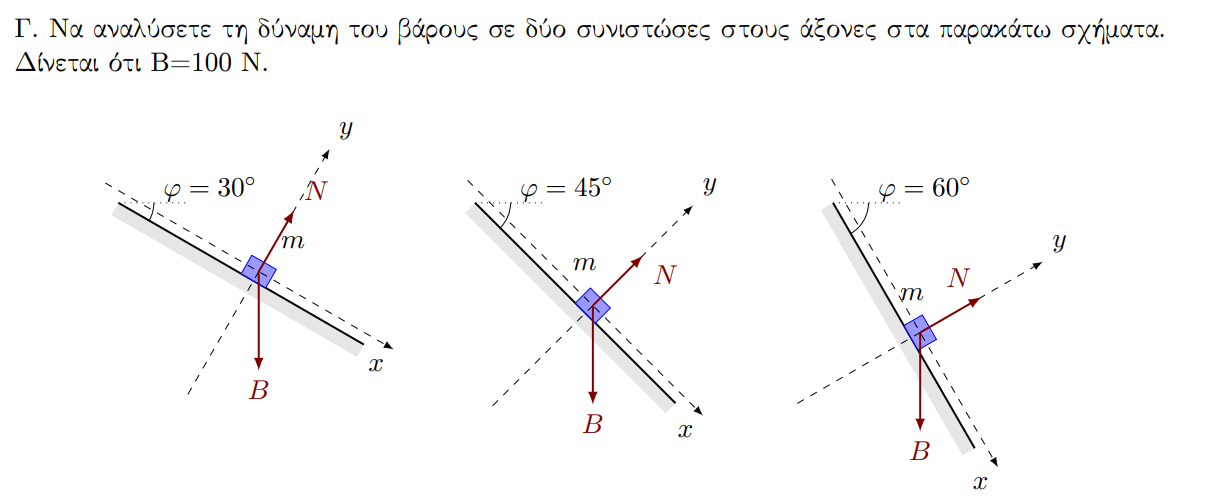 Γ. Να αναλύσετε τη δύναμη του βάρους σε δύο συνιστώσες στους άξονες στα παρακάτω σχήματα.
Δίνεται ότι B=100 N.
y
φ = 30°
N
m
x
B
y
φ = 45°
m
N
B
x
φ = 60°
y
N
m
B
x